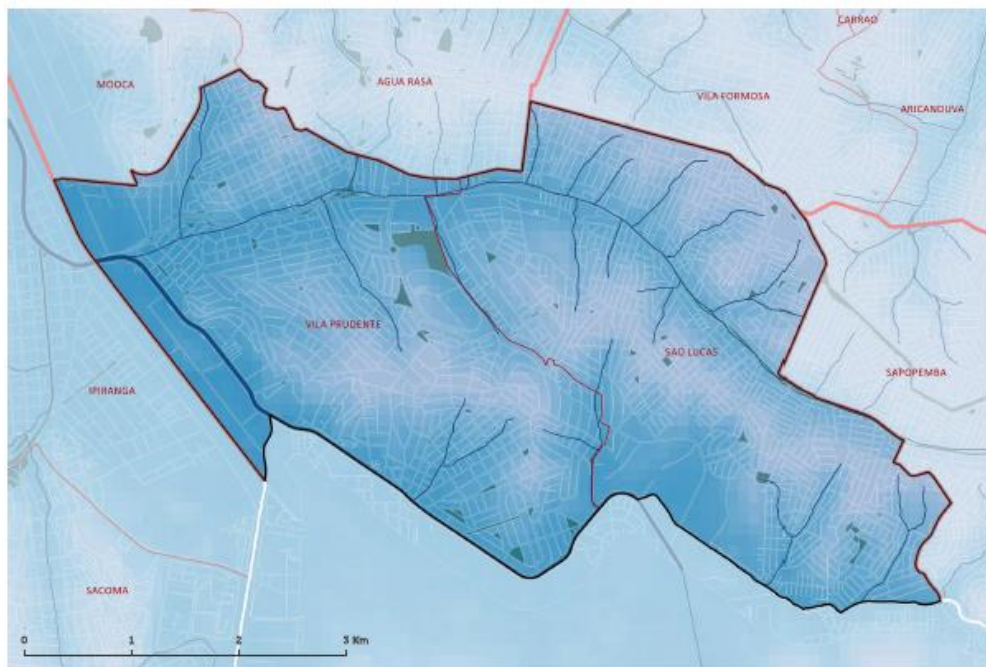 CARRAO
MOOCA
AGUA RASA
VILA FORMOSA
ARICANDUVA
VILA PRUDENTE
SAO LUCAS
SAPOPEMBA
IPIRANGA
SACOMA
0 1 2 3 Km